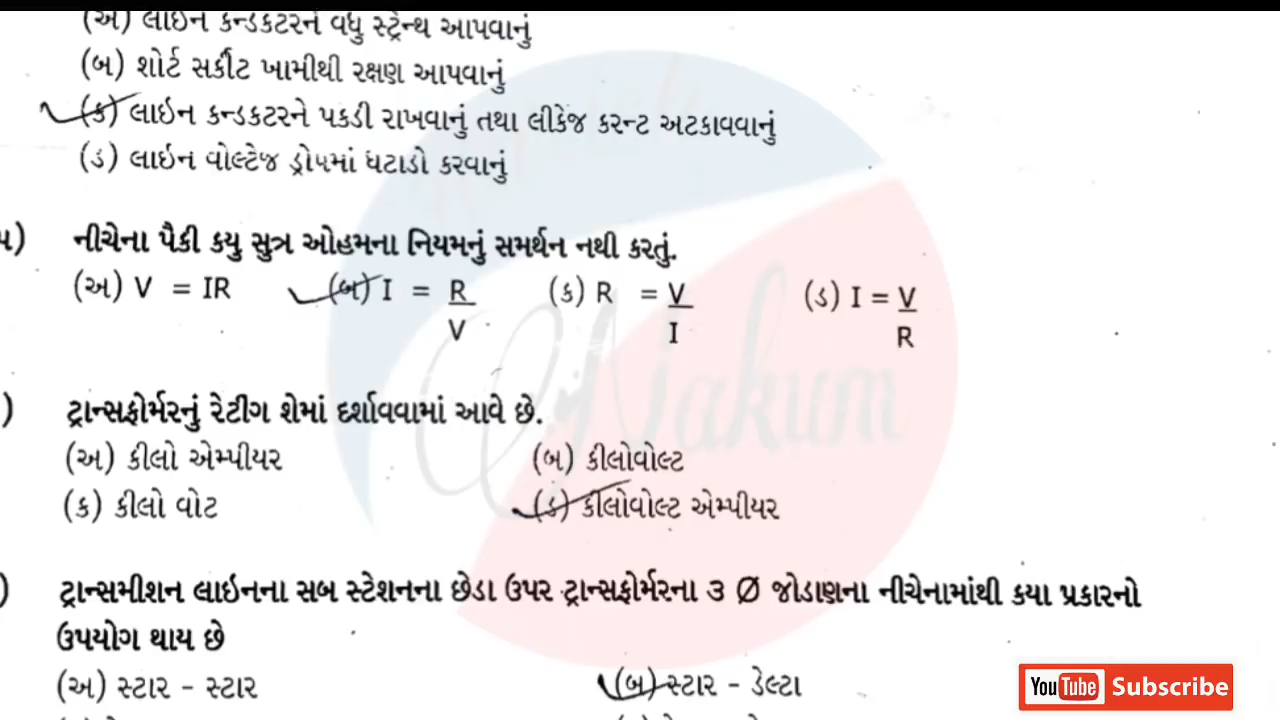 (અ) લાઇન કન્ડકટરને વધુ સ્ટ્રેન્થ આપવાનું
(બ) શોર્ટ સર્કીટ ખામીથી રક્ષણ આપવાનું
(ક) લાઇન કન્ડકટરને પકડી રાખવાનું તથા લીકેજ કરન્ટ અટકાવવાનું
(ડ) લાઇન વોલ્ટેજ ડ્રોપમાં ઘટાડો કરવાનું
૫) નીચેના પૈકી કયુ સુત્ર ઓહમના નિયમનું સમર્થન નથી કરતું.
(અ) V = IR (બ) I = R/V (ક) R = V/I (ડ) I = V/R
) ટ્રાન્સફોર્મરનું રેટીગ શેમાં દર્શાવવામાં આવે છે.
(અ) કીલો એમ્પીયર (બ) કીલોવોલ્ટ
(ક) કીલો વોટ (ડ) કીલોવોલ્ટ એમ્પીયર
) ટ્રાન્સમીશન લાઇનના સબ સ્ટેશનના છેડા ઉપર ટ્રાન્સફોર્મરના ૩ Ø જોડાણના નીચેનામાંથી કયા પ્રકારનો
ઉપયોગ થાય છે
(અ) સ્ટાર - સ્ટાર (બ) સ્ટાર - ડેલ્ટા
Nakum
YouTube Subscribe